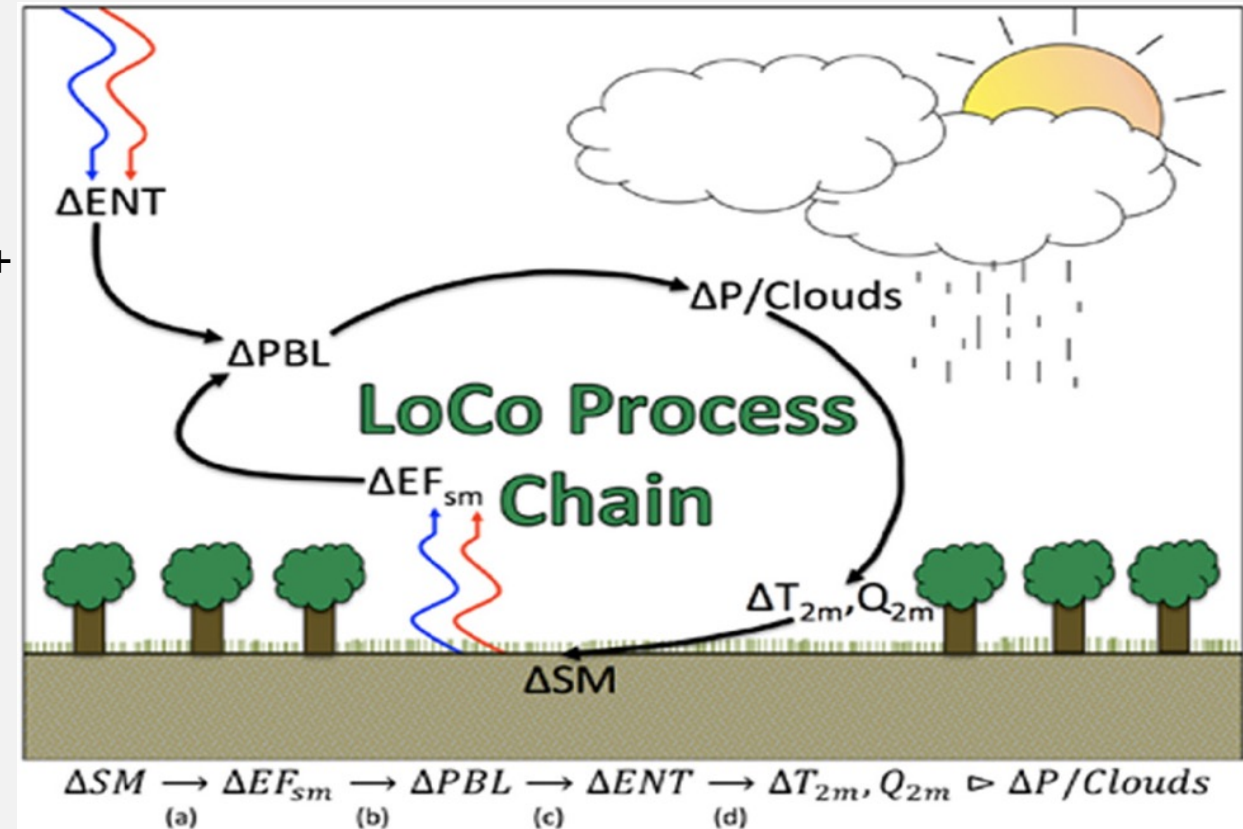 ΔENT
+
ΔP/Clouds
ΔPBL
LoCo Process
ΔEFsm
Chain
ΔT2m,Q2m
ΔSM
ΔSM → ΔEFsm → ΔPBL → ΔENT → ΔT2m, Q2m ⊳ ΔP/Clouds
(a) (b) (c) (d)